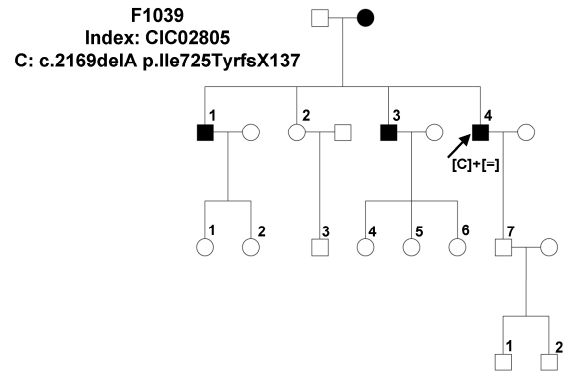 F1039
Index: CIC02805
C: c.2169delA p.Ile725TyrfsX137
1 2 3 4
[C]+[=]
1 2 3 4 5 6 7
1 2